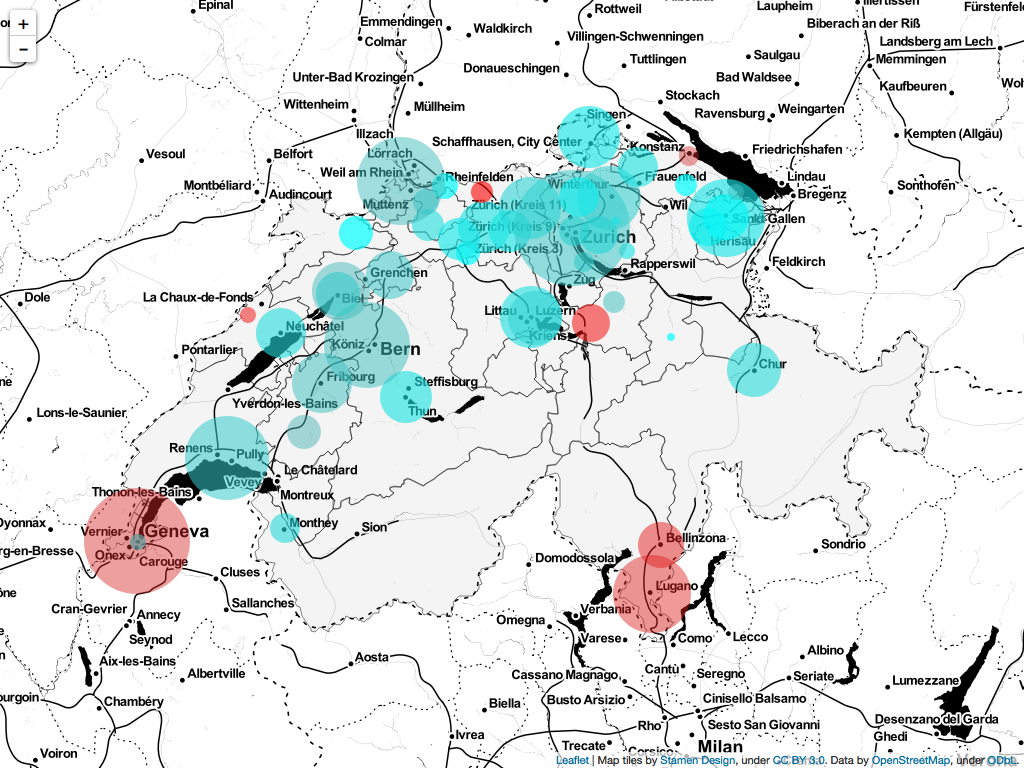 +
−
Epinal
Rottweil
Laupheim
Illertissen
Emmendingen
Waldkirch
Biberach an der Riß
Colmar
Villingen-Schwenningen
Landsberg am Lech
Tuttlingen
Saulgau
Memmingen
Donaueschingen
Unter-Bad Krozingen
Bad Waldsee
Kaufbeuren
Wittenheim
Müllheim
Stockach
Ravensburg
Weingarten
Singen
Illzach
Schaffhausen, City Center
Konstanz
Kempten (Allgäu)
Vesoul
Belfort
Lörrach
Friedrichshafen
Weil am Rhein
Rheinfelden
Frauenfeld
Lindau
Montbéliard
Audincourt
Winterthur
Bregenz
Sonthofen
Muttenz
Zürich (Kreis 11)
Wil
Sankt Gallen
Zürich (Kreis 9)
Zurich
Herisau
Zürich (Kreis 3)
Rapperswil
Feldkirch
Grenchen
Zug
Dole
La Chaux-de-Fonds
Biel
Littau
Luzern
Neuchâtel
Kriens
Pontarlier
Köniz
Bern
Chur
Fribourg
Steffisburg
Lons-le-Saunier
Yverdon-les-Bains
Thun
Renens
Pully
Le Châtelard
Vevey
Thonon-les-Bains
Montreux
Oyonnax
Vernier
Geneva
Monthey
Sion
Bellinzona
Onex
Carouge
Domodossola
Sondrio
Cluses
Lugano
Cran-Gevrier
Annecy
Sallanches
Verbania
Omegna
Seynod
Varese
Como
Lecco
Aix-les-Bains
Aosta
Albino
Albertville
Cantù
Cassano Magnago
Seregno
Seriate
Lumezzane
Chambéry
Biella
Busto Arsizio
Cinisello Balsamo
Rho
Sesto San Giovanni
Desenzano del Garda
Ivrea
Ghedi
Voiron
Trecate
Corsico
Milan
Leaflet | Map tiles by Stamen Design, under CC BY 3.0. Data by OpenStreetMap, under ODbL.